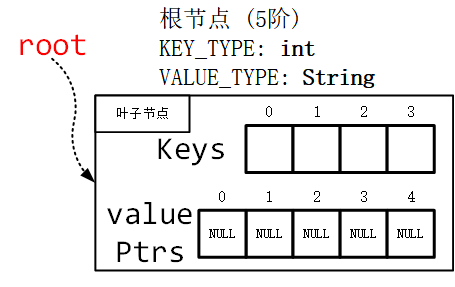 根节点 (5阶)
root
KEY_TYPE: int
VALUE_TYPE: String
叶子节点
0 1 2 3
Keys
0 1 2 3 4
value
Ptrs
NULL NULL NULL NULL NULL